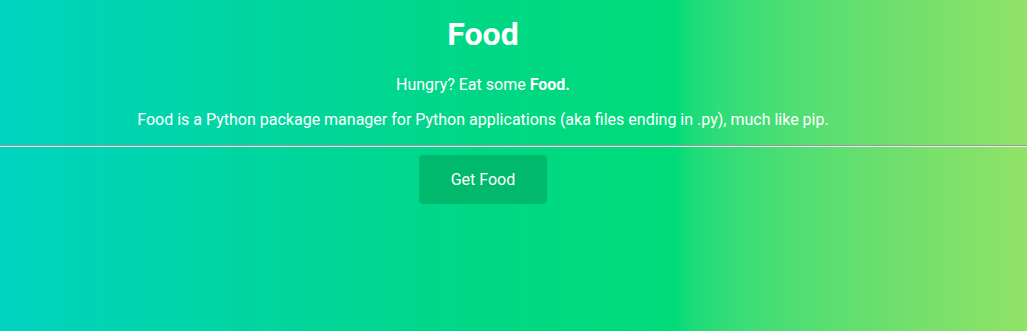 Food
Hungry? Eat some Food.
Food is a Python package manager for Python applications (aka files ending in .py), much like pip.
Get Food